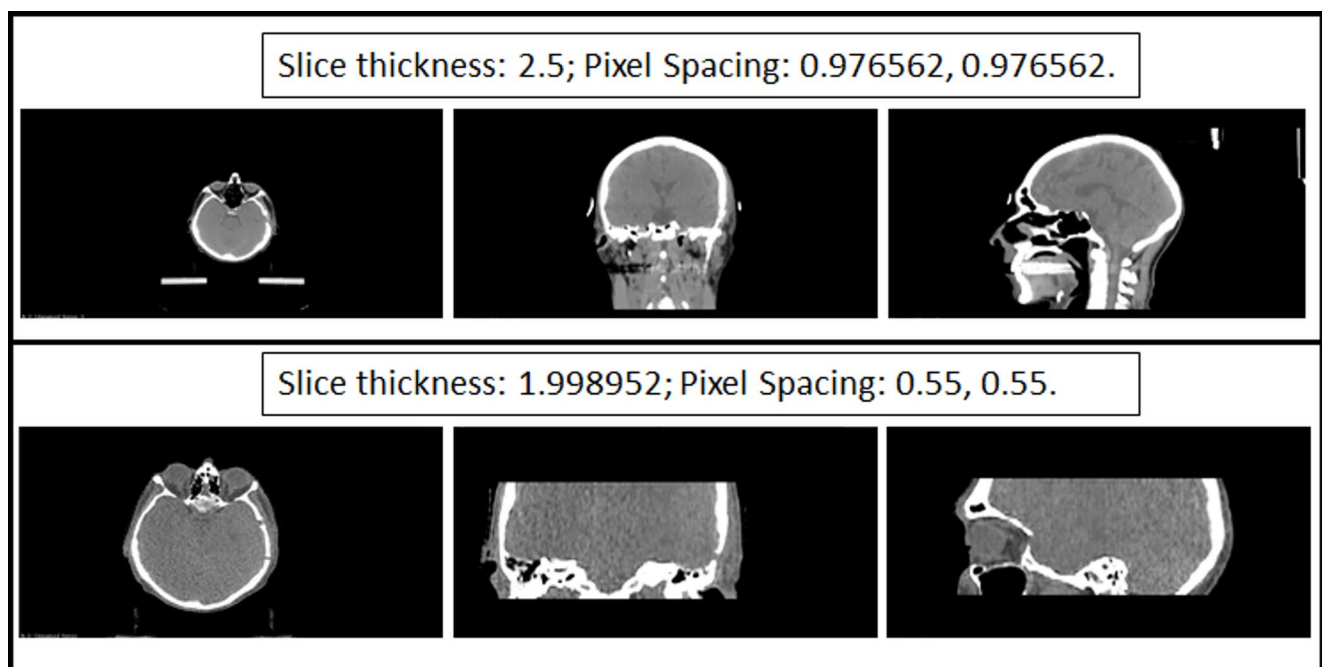 Slice thickness: 2.5; Pixel Spacing: 0.976562, 0.976562.
Slice thickness: 1.998952; Pixel Spacing: 0.55, 0.55.